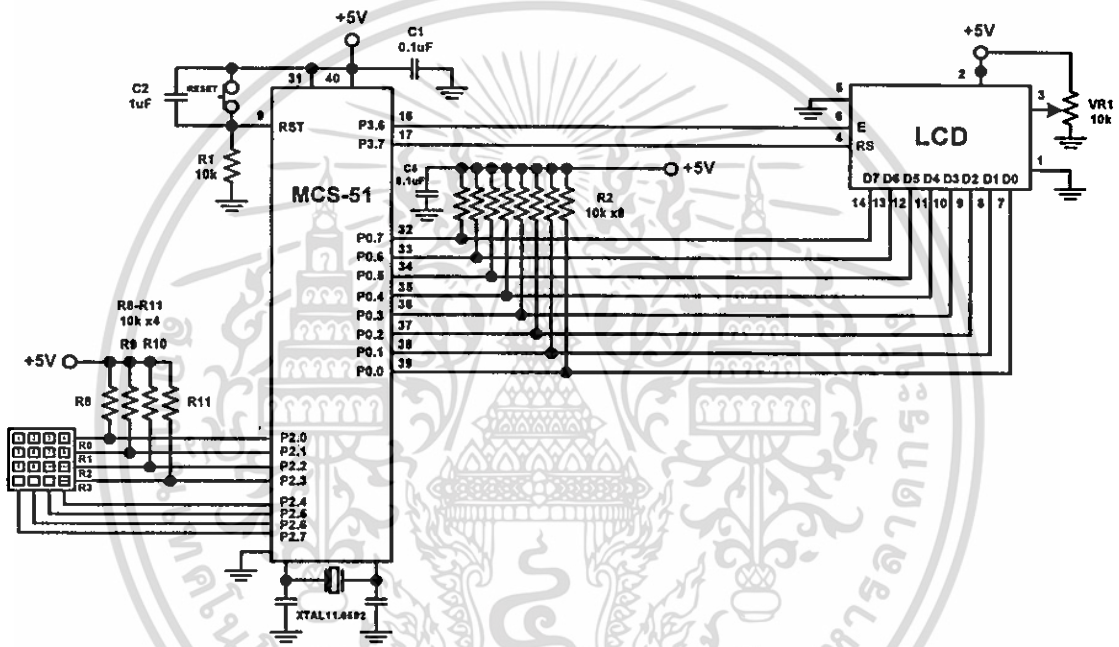 +5V
C1
0.1uF
31 40
C2
1uF
RESET
9
RST
R1
10k
MCS-51
P3.6 16
P3.7 17
+5V
2
5
6
E
4
RS
LCD
3
VR1
10k
1
D7 D6 D5 D4 D3 D2 D1 D0
14 13 12 11 10 9 8 7
0.1uF
+5V
R2
10k x8
P0.7 32
P0.6 33
P0.5 34
P0.4 35
P0.3 36
P0.2 37
P0.1 38
P0.0 39
R8-R11
10k x4
R9 R10
+5V
R8
R11
R0
R1
R2
R3
P2.0
P2.1
P2.2
P2.3
P2.4
P2.5
P2.6
P2.7
XTAL11.0592